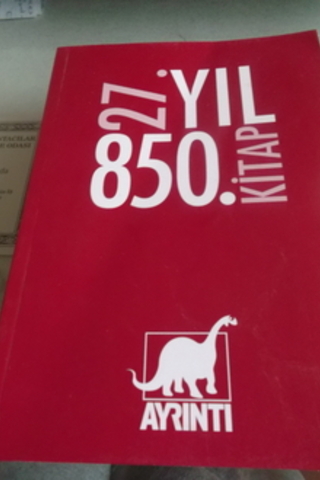 27. YIL
850. KİTAP
AYRINTI